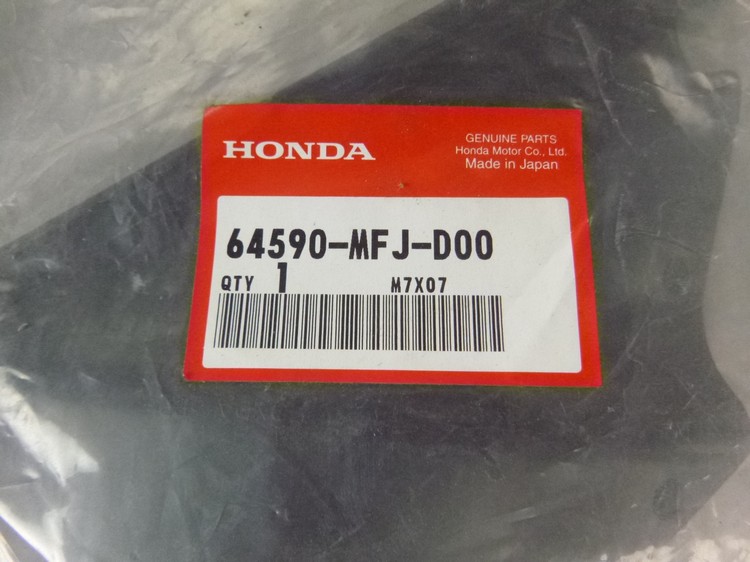 HONDA
GENUINE PARTS
Honda Motor Co., Ltd.
Made in Japan
64590-MFJ-D00
QTY 1 M7X07